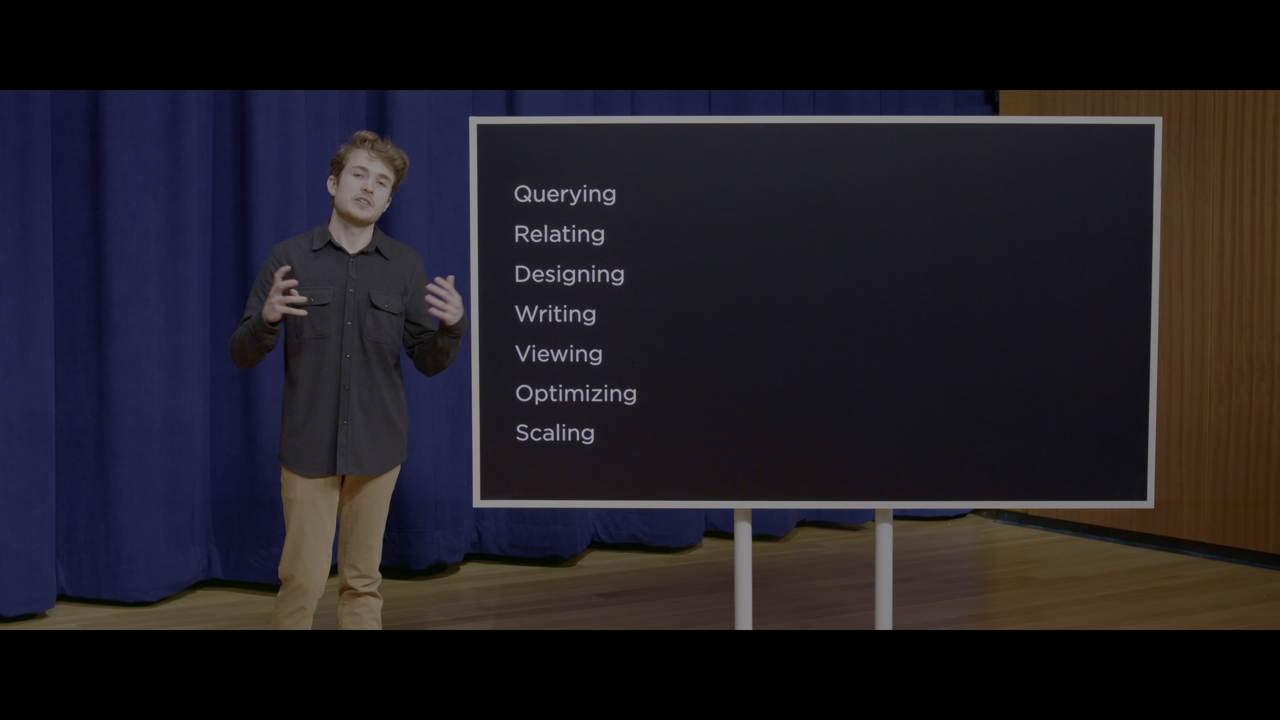 Querying
Relating
Designing
Writing
Viewing
Optimizing
Scaling